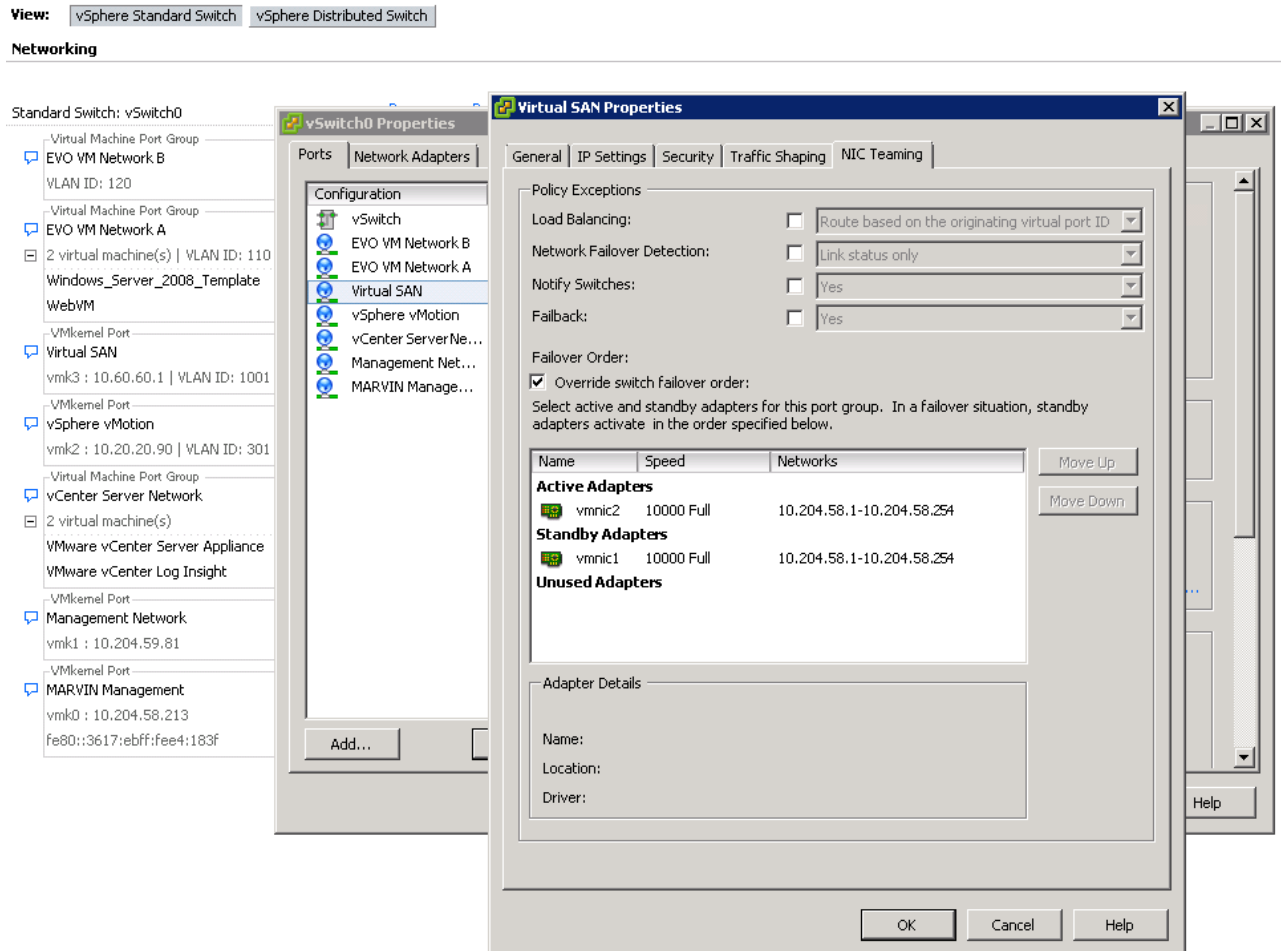 View: vSphere Standard Switch vSphere Distributed Switch
Networking
Standard Switch: vSwitch0
Virtual Machine Port Group
EVO VM Network B
VLAN ID: 120
Virtual Machine Port Group
EVO VM Network A
2 virtual machine(s) | VLAN ID: 110
Windows_Server_2008_Template
WebVM
VMkernel Port
Virtual SAN
vmk3 : 10.60.60.1 | VLAN ID: 1001
VMkernel Port
vSphere vMotion
vmk2 : 10.20.20.90 | VLAN ID: 301
Virtual Machine Port Group
vCenter Server Network
2 virtual machine(s)
VMware vCenter Server Appliance
VMware vCenter Log Insight
VMkernel Port
Management Network
vmk1 : 10.204.59.81
VMkernel Port
MARVIN Management
vmk0 : 10.204.58.213
fe80::3617:ebff:fee4:183f
vSwitch0 Properties
Ports Network Adapters
Configuration
vSwitch
EVO VM Network B
EVO VM Network A
Virtual SAN
vSphere vMotion
vCenter ServerNe...
Management Net...
MARVIN Manage...
Add...
Help
Virtual SAN Properties
General IP Settings Security Traffic Shaping NIC Teaming
Policy Exceptions
Load Balancing: Route based on the originating virtual port ID
Network Failover Detection: Link status only
Notify Switches: Yes
Failback: Yes
Failover Order:
Override switch failover order:
Select active and standby adapters for this port group. In a failover situation, standby
adapters activate in the order specified below.
Name Speed Networks
Active Adapters
vmnic2 10000 Full 10.204.58.1-10.204.58.254
Standby Adapters
vmnic1 10000 Full 10.204.58.1-10.204.58.254
Unused Adapters
Move Up
Move Down
Adapter Details
Name:
Location:
Driver:
OK Cancel Help